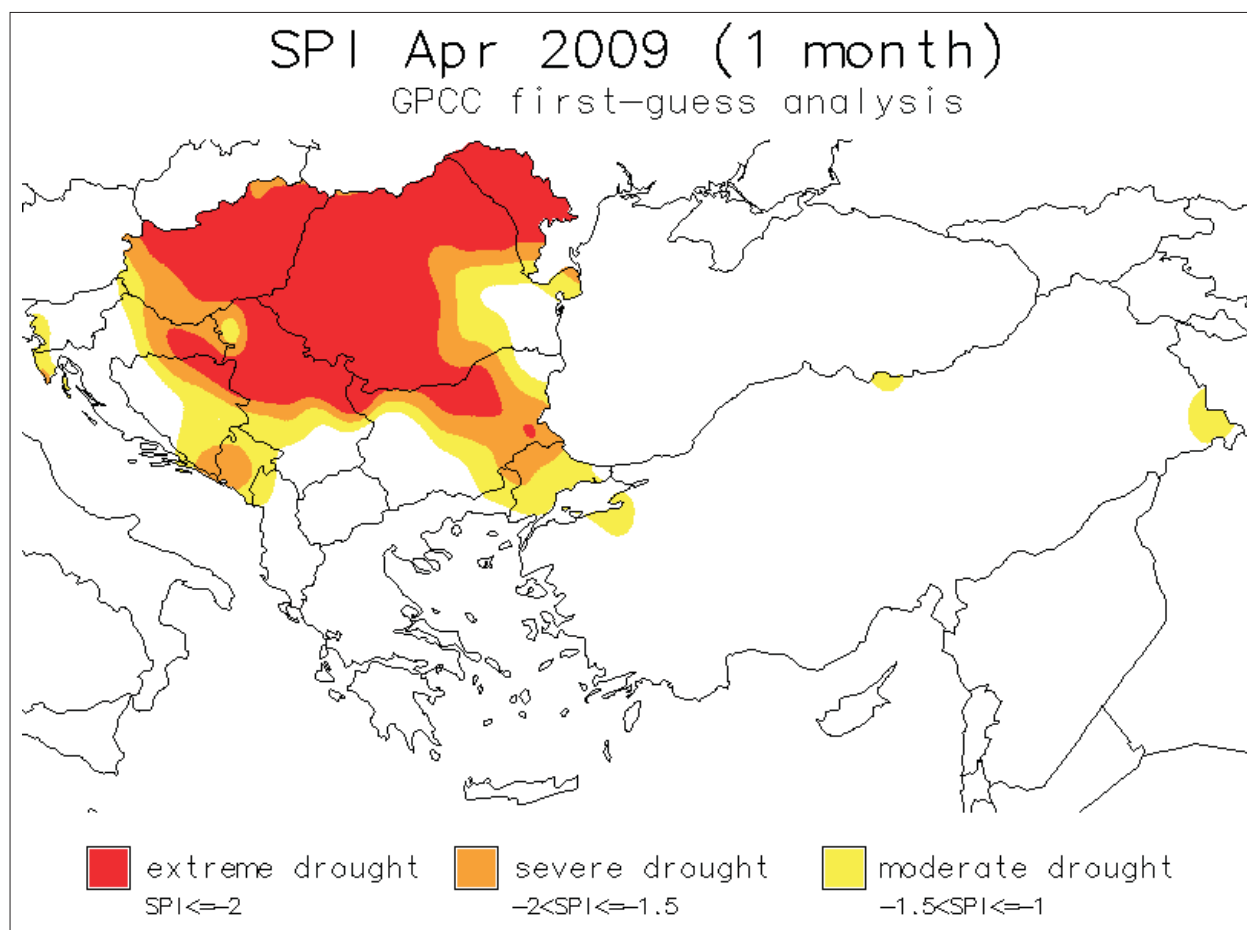 SPI Apr 2009 (1 month)
GPCC first-guess analysis
extreme drought severe drought moderate drought
SPI<=-2 -2<SPI<=-1.5 -1.5<SPI<=-1